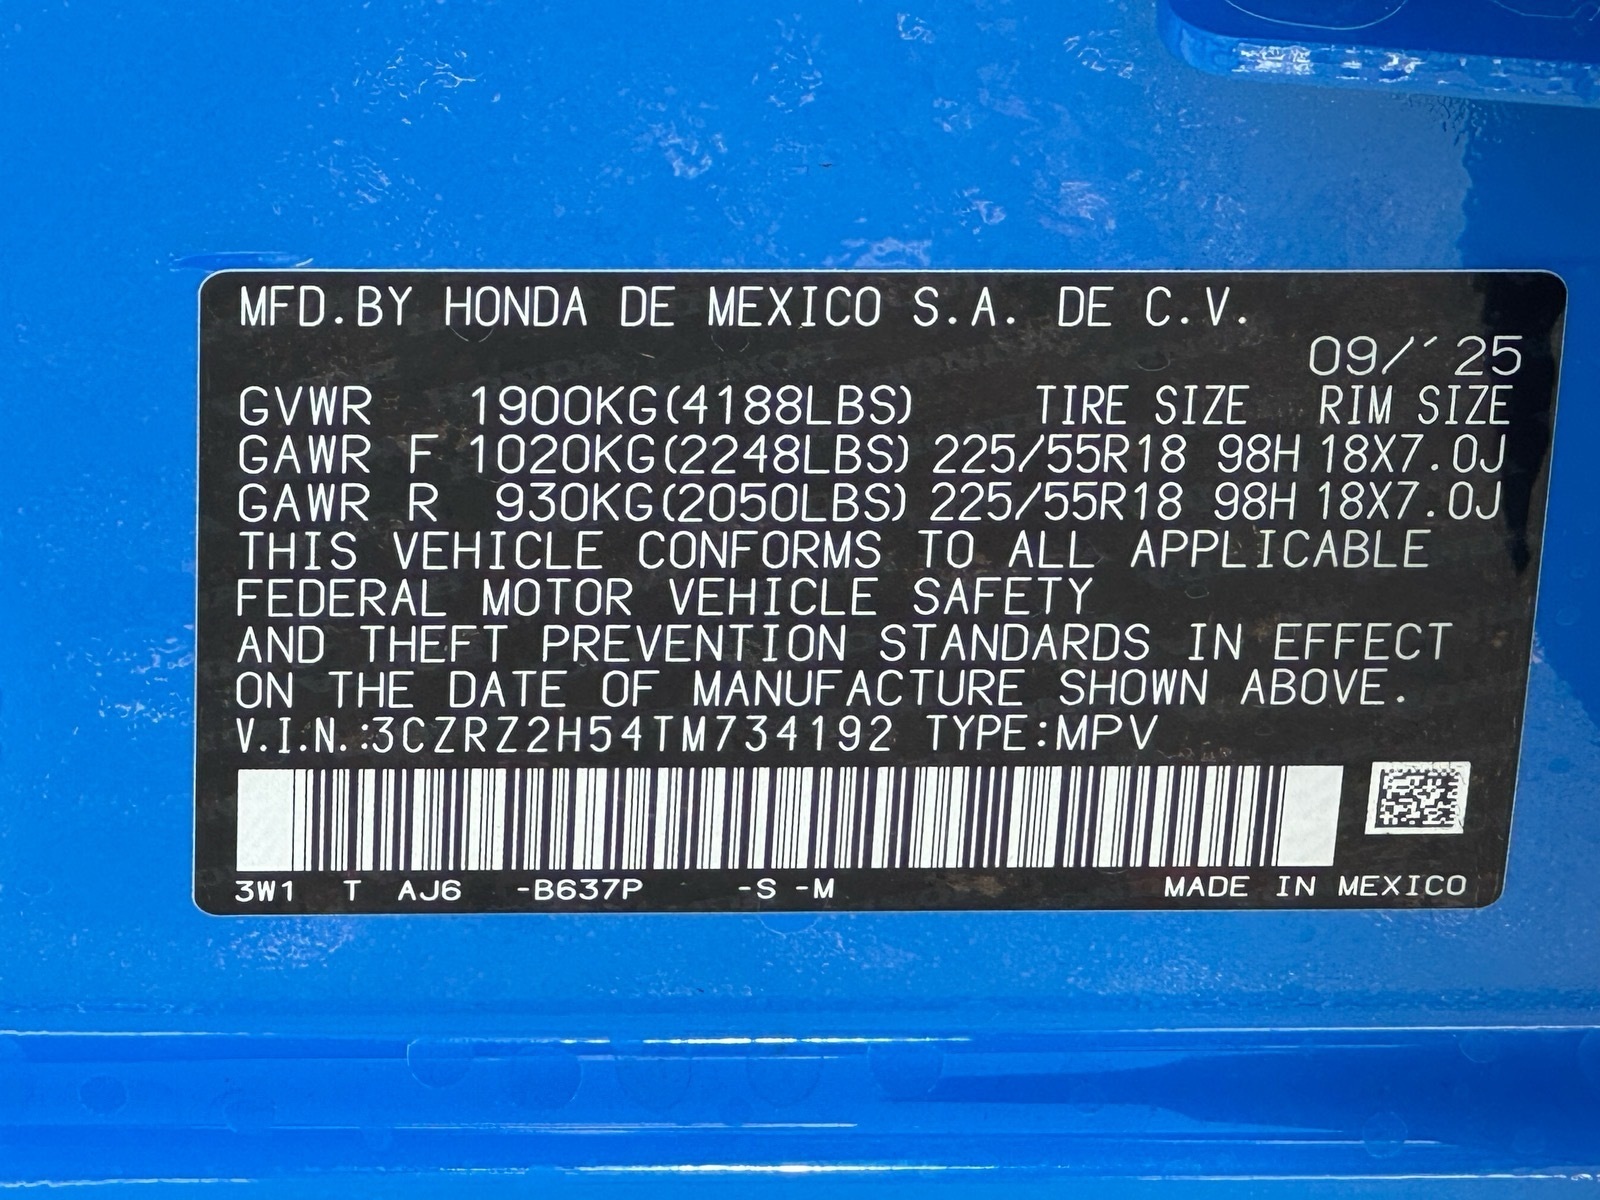 MFD.BY HONDA DE MEXICO S.A. DE C.V.
09/´25
GVWR 1900KG(4188LBS) TIRE SIZE RIM SIZE
GAWR F 1020KG(2248LBS) 225/55R18 98H 18X7.0J
GAWR R 930KG(2050LBS) 225/55R18 98H 18X7.0J
THIS VEHICLE CONFORMS TO ALL APPLICABLE
FEDERAL MOTOR VEHICLE SAFETY
AND THEFT PREVENTION STANDARDS IN EFFECT
ON THE DATE OF MANUFACTURE SHOWN ABOVE.
V.I.N.:3CZRZ2H54TM734192 TYPE:MPV
3W1 T AJ6 -B637P -S -M MADE IN MEXICO